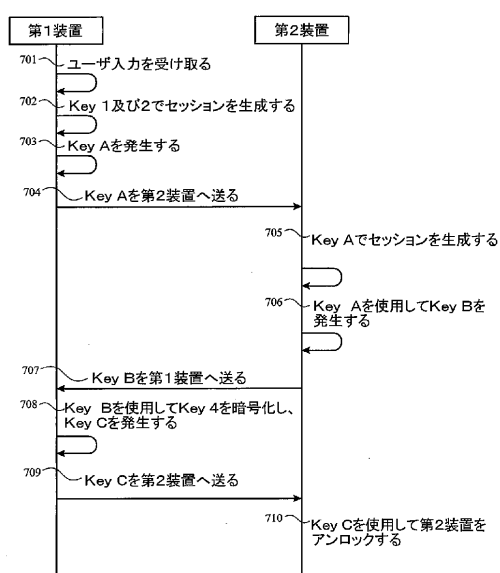 第1装置
第2装置
701
ユーザ入力を受け取る
702
Key 1及び2でセッションを生成する
703
Key Aを発生する
704
Key Aを第2装置へ送る
705
Key Aでセッションを生成する
706
Key Aを使用してKey Bを
発生する
707
Key Bを第1装置へ送る
708
Key Bを使用してKey 4を暗号化し、
Key Cを発生する
709
Key Cを第2装置へ送る
710
Key Cを使用して第2装置を
アンロックする